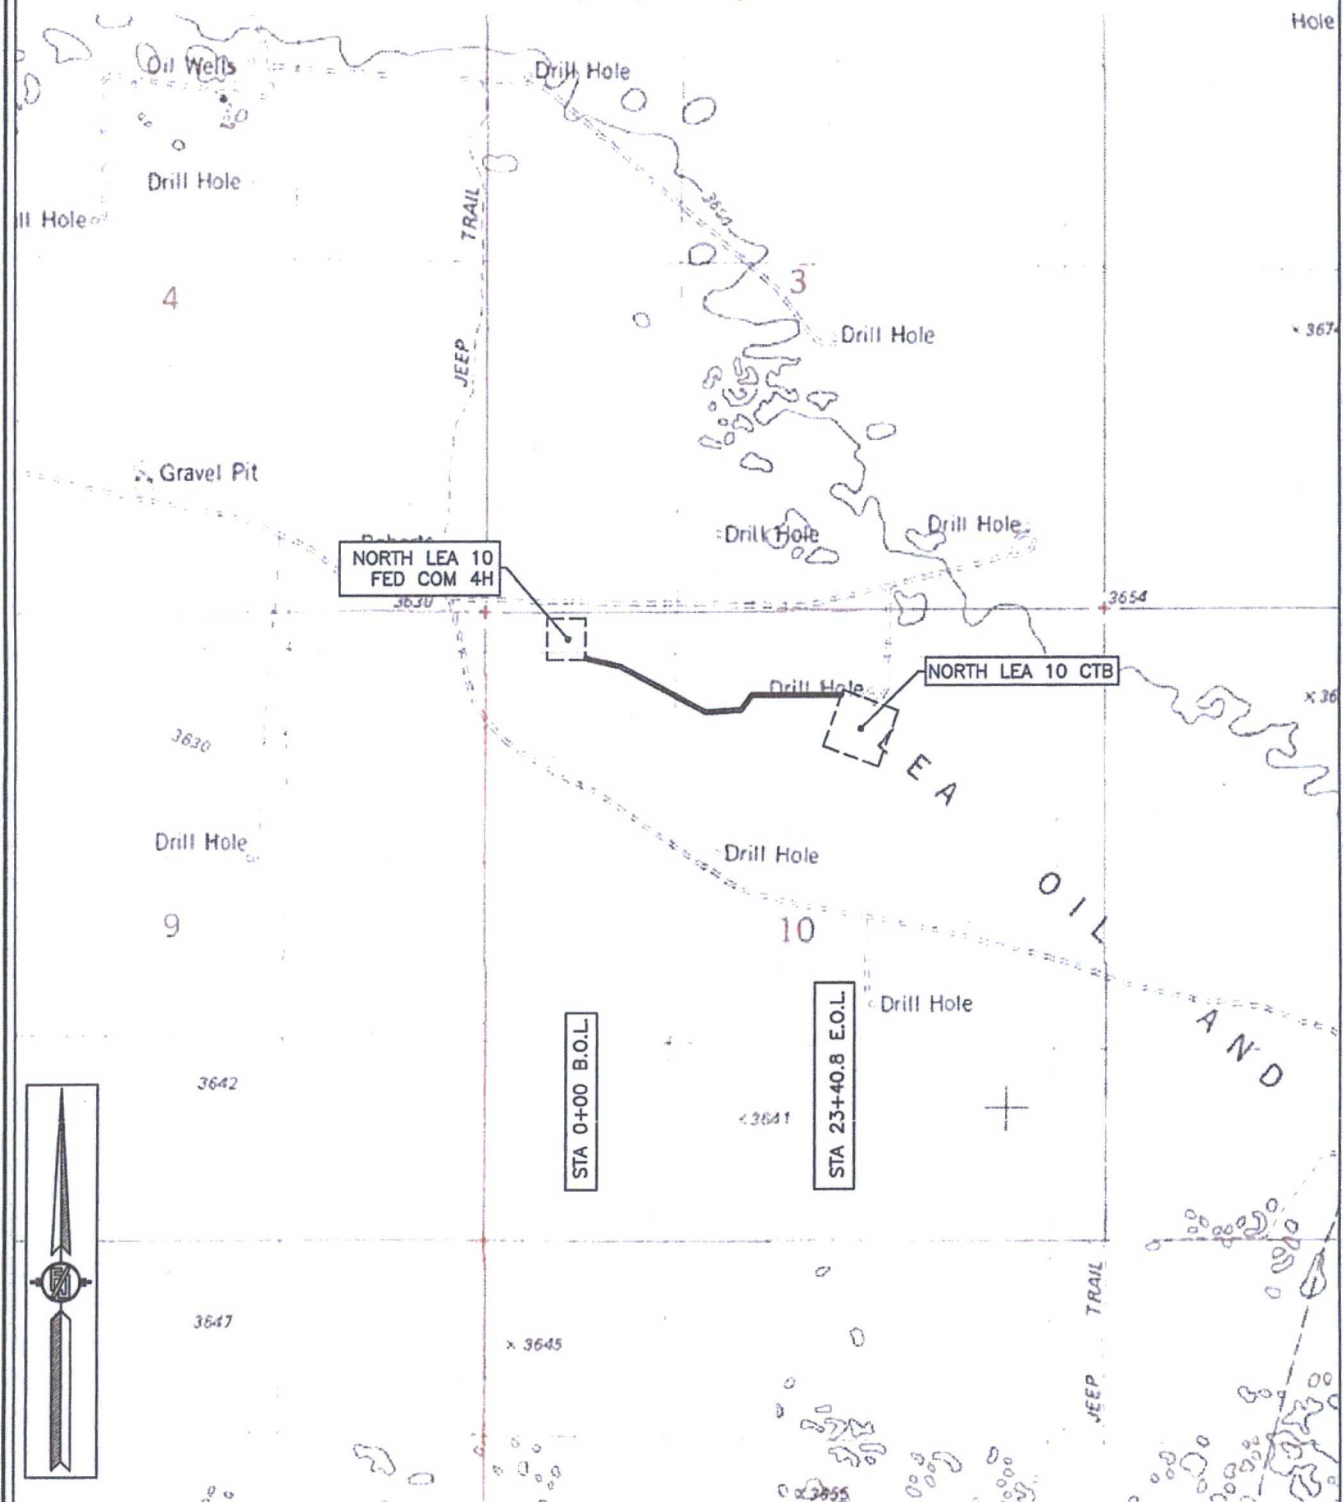 Hole
Oil Wells
Drill Hole
Drill Hole
ll Hole
TRAIL
3650
4
3
JEEP
Drill Hole
3674
Gravel Pit
Drill Hole
Drill Hole
NORTH LEA 10
FED COM 4H
3630
3654
NORTH LEA 10 CTB
Drill Hole
36
3630
L E A
Drill Hole
Drill Hole
O I L
9
10
Drill Hole
STA 0+00 B.O.L.
STA 23+40.8 E.O.L.
A N D
3642
3641
TRAIL
JEEP
3647
× 3645
3655